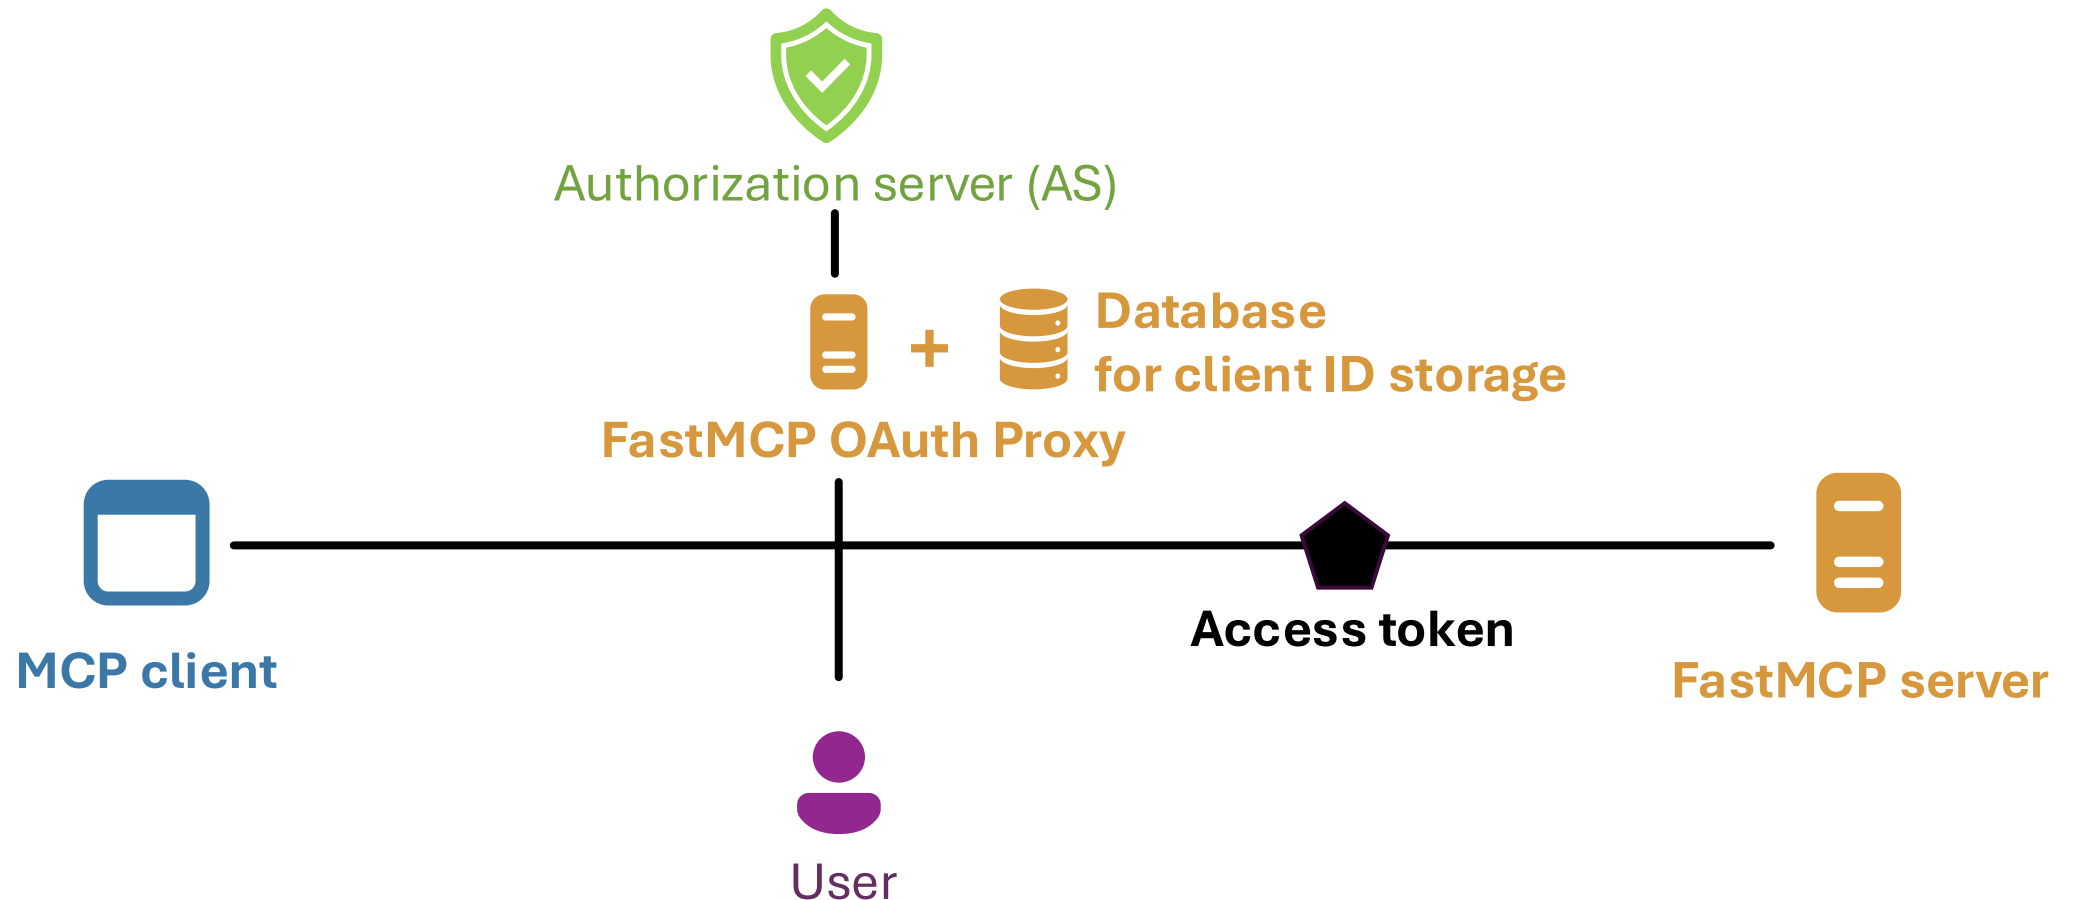 Authorization server (AS)
Database
for client ID storage
FastMCP OAuth Proxy
Access token
MCP client
FastMCP server
User